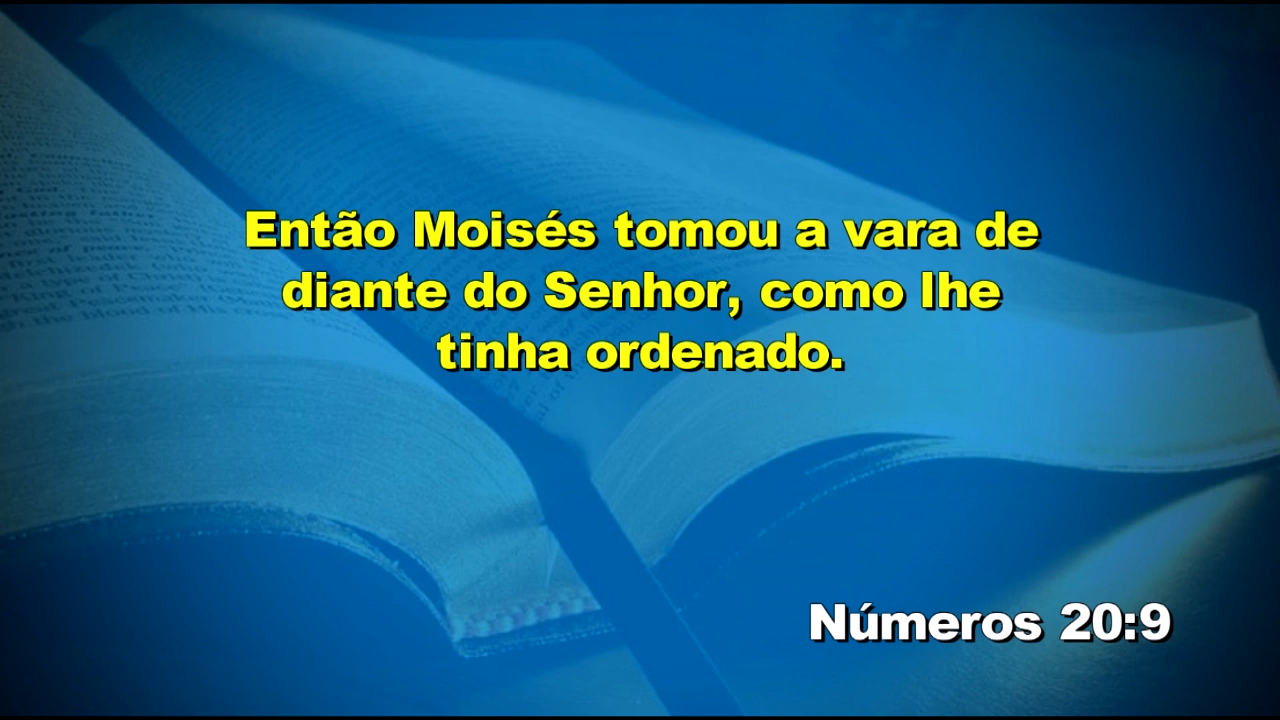 Então Moisés tomou a vara de
diante do Senhor, como lhe
tinha ordenado.
Números 20:9